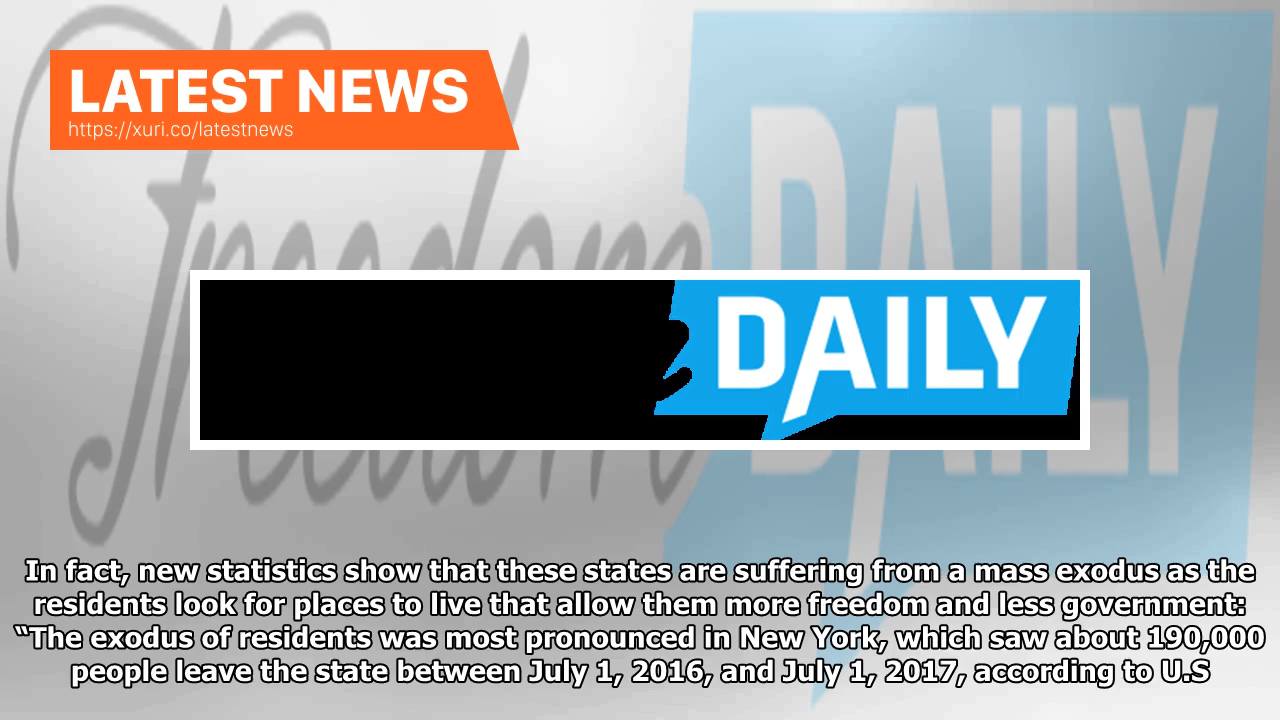 LATEST NEWS
https://xuri.co/latestnews
Freedom DAILY
DAILY
In fact, new statistics show that these states are suffering from a mass exodus as the
residents look for places to live that allow them more freedom and less government:
“The exodus of residents was most pronounced in New York, which saw about 190,000
people leave the state between July 1, 2016, and July 1, 2017, according to U.S